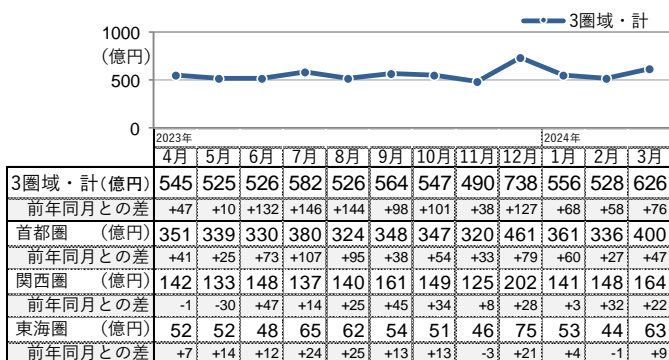 3圏域・計
1000
(億円)
500
0
2023年 2024年
4月 5月 6月 7月 8月 9月 10月 11月 12月 1月 2月 3月
3圏域・計(億円) 545 525 526 582 526 564 547 490 738 556 528 626
前年同月との差 +47 +10 +132 +146 +144 +98 +101 +38 +127 +68 +58 +76
首都圏 (億円) 351 339 330 380 324 348 347 320 461 361 336 400
前年同月との差 +41 +25 +73 +107 +95 +38 +54 +33 +79 +60 +27 +47
関西圏 (億円) 142 133 148 137 140 161 149 125 202 141 148 164
前年同月との差 -1 -30 +47 +14 +25 +45 +34 +8 +28 +3 +32 +22
東海圏 (億円) 52 52 48 65 62 54 51 46 75 53 44 63
前年同月との差 +7 +14 +12 +24 +25 +13 +13 -3 +21 +4 -1 +3